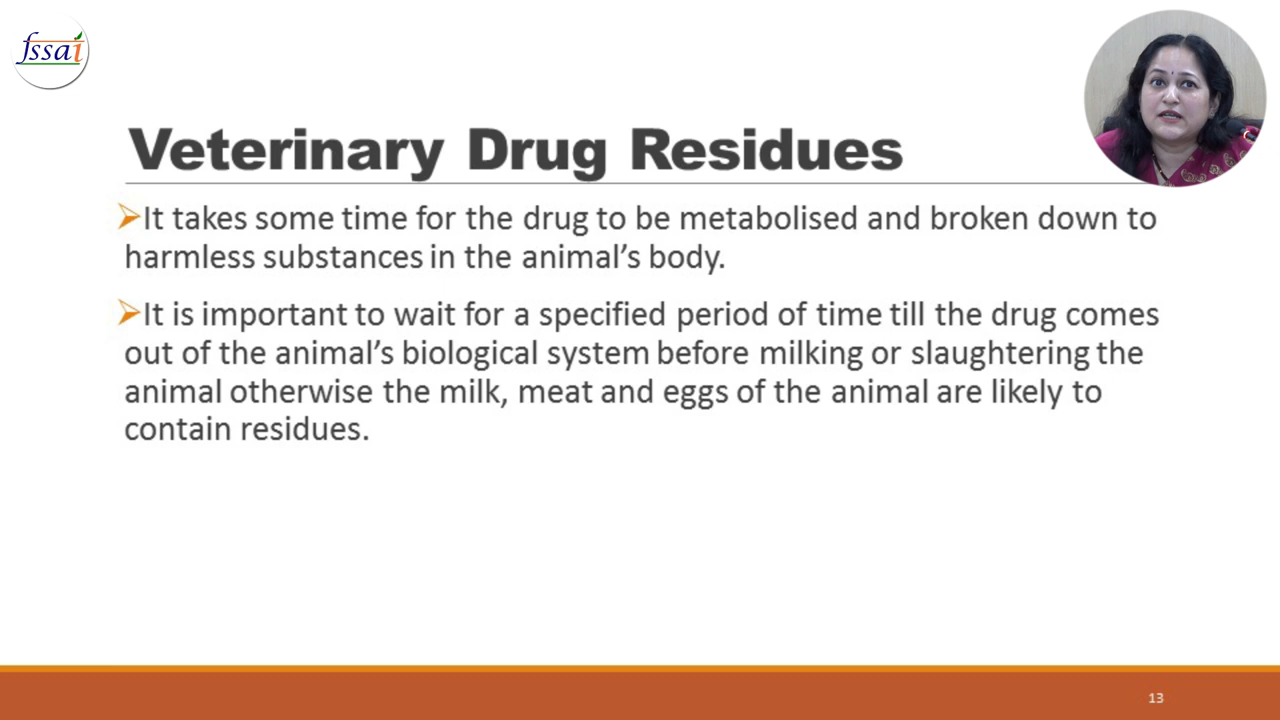 fssai
Veterinary Drug Residues
➢It takes some time for the drug to be metabolised and broken down to
harmless substances in the animal's body.
➢It is important to wait for a specified period of time till the drug comes
out of the animal's biological system before milking or slaughtering the
animal otherwise the milk, meat and eggs of the animal are likely to
contain residues.
13